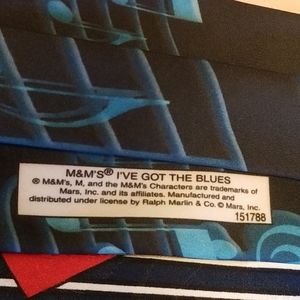 M&M'S® I'VE GOT THE BLUES
® M&M's, M, and the M&M's Characters are trademarks of
Mars, Inc. and its affiliates. Manufactured and
distributed under license by Ralph Marlin & Co. © Mars, Inc.
151788